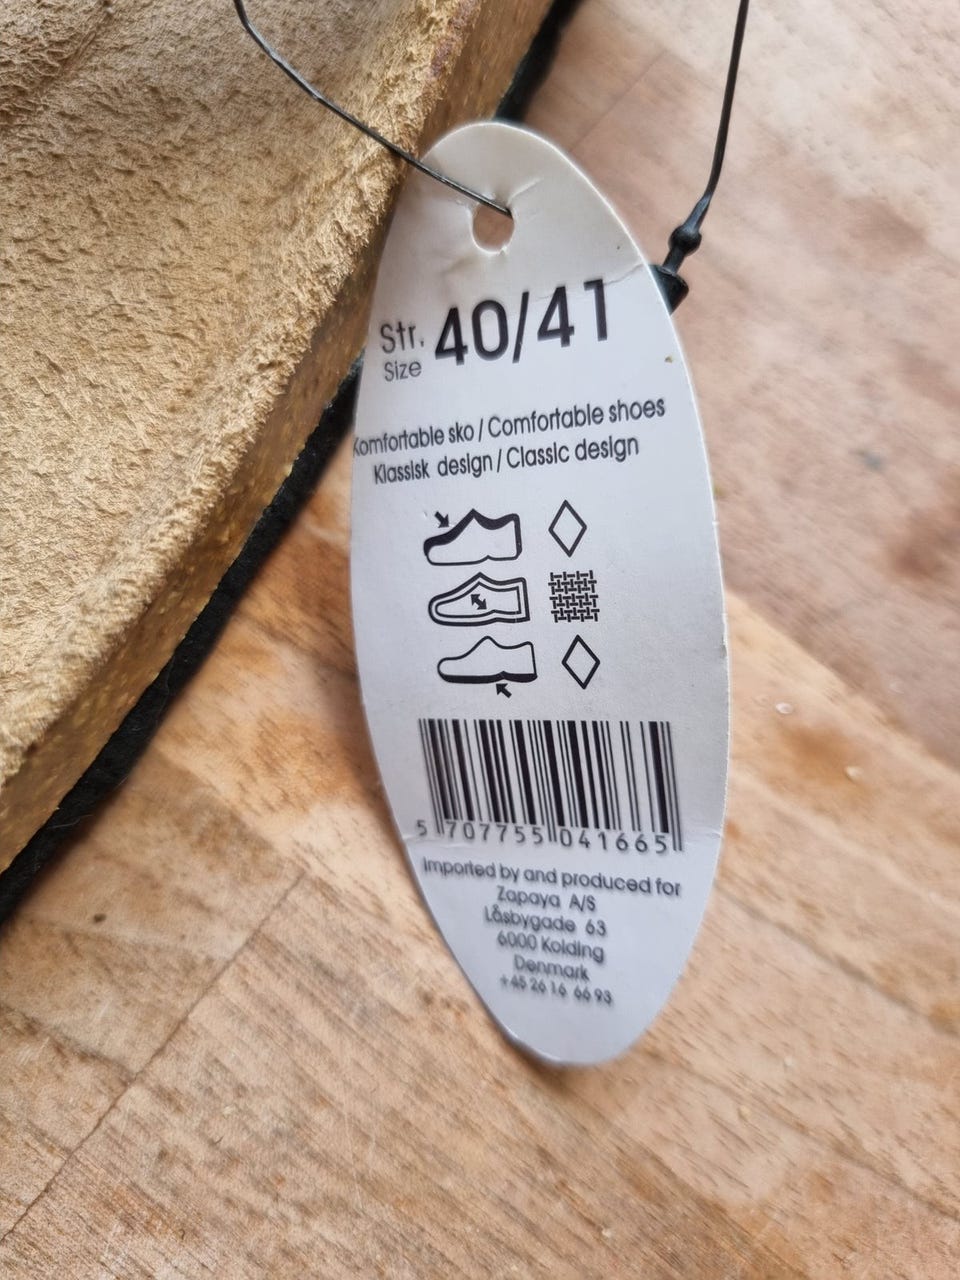 Str. 40/41
Size
Komfortable sko / Comfortable shoes
Klassisk design / Classic design
5 707755 041665
Imported by and produced for
Zapaya A/S
Låsbygade 63
6000 Kolding
Denmark
+45 26 16 66 93